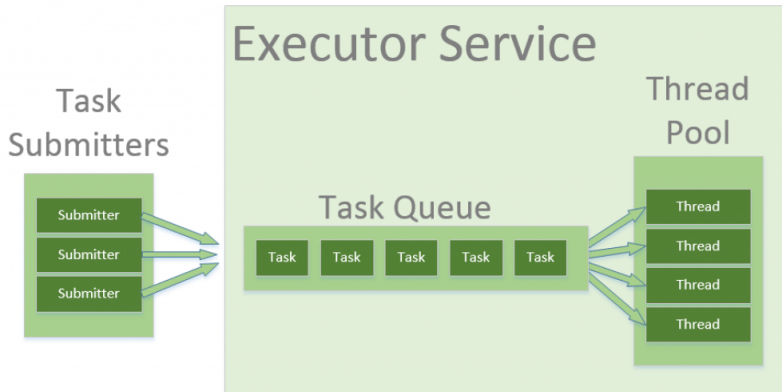 Executor Service
Task
Submitters
Submitter
Submitter
Submitter
Task Queue
Task Task Task Task Task
Thread
Pool
Thread
Thread
Thread
Thread